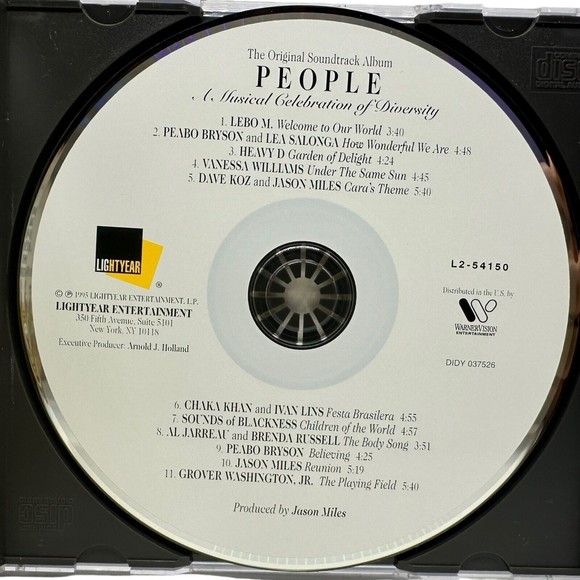 The Original Soundtrack Album
PEOPLE
A Musical Celebration of Diversity
1. LEBO M. Welcome to Our World 3:40
2. PEABO BRYSON and LEA SALONGA How Wonderful We Are 4:48
3. HEAVY D Garden of Delight 4:24
4. VANESSA WILLIAMS Under The Same Sun 4:45
5. DAVE KOZ and JASON MILES Cara's Theme 5:40
LIGHTYEAR ®
© ℗ 1995 LIGHTYEAR ENTERTAINMENT, L.P.
LIGHTYEAR ENTERTAINMENT
350 Fifth Avenue, Suite 5101
New York, NY 10118
Executive Producer: Arnold J. Holland
L2-54150
Distributed in the U.S. by
WARNERVISION
ENTERTAINMENT
DIDY 037526
6. CHAKA KHAN and IVAN LINS Festa Brasilera 4:55
7. SOUNDS of BLACKNESS Children of the World 4:57
8. AL JARREAU and BRENDA RUSSELL The Body Song 3:51
9. PEABO BRYSON Believing 4:25
10. JASON MILES Reunion 5:19
11. GROVER WASHINGTON, JR. The Playing Field 5:40
Produced by Jason Miles